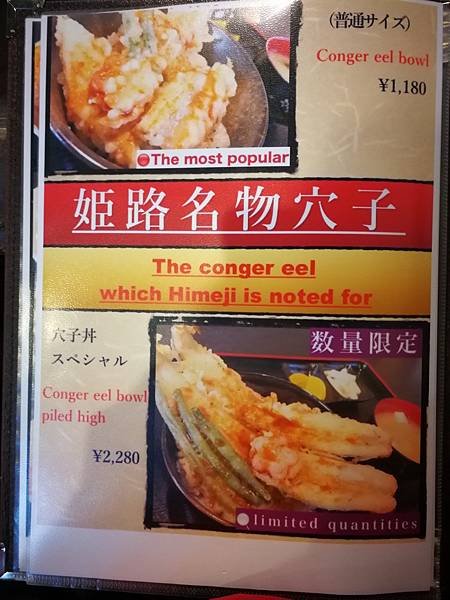 (普通サイズ)
Conger eel bowl
¥1,180
The most popular
姫路名物穴子
The conger eel
which Himeji is noted for
穴子丼
スペシャル
Conger eel bowl
piled high
¥2,280
数量限定
●limited quantities